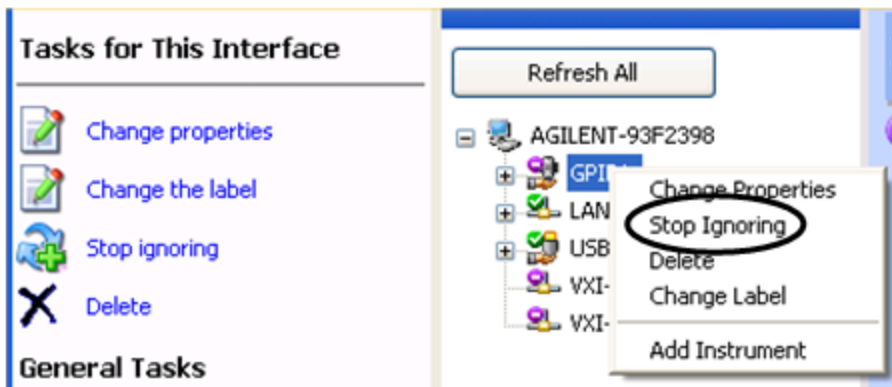 Tasks for This Interface
Change properties
Change the label
Stop ignoring
Delete
General Tasks
Refresh All
AGILENT-93F2398
LAN
USB
VXI-
VXI-
Change Properties
Stop Ignoring
Delete
Change Label
Add Instrument